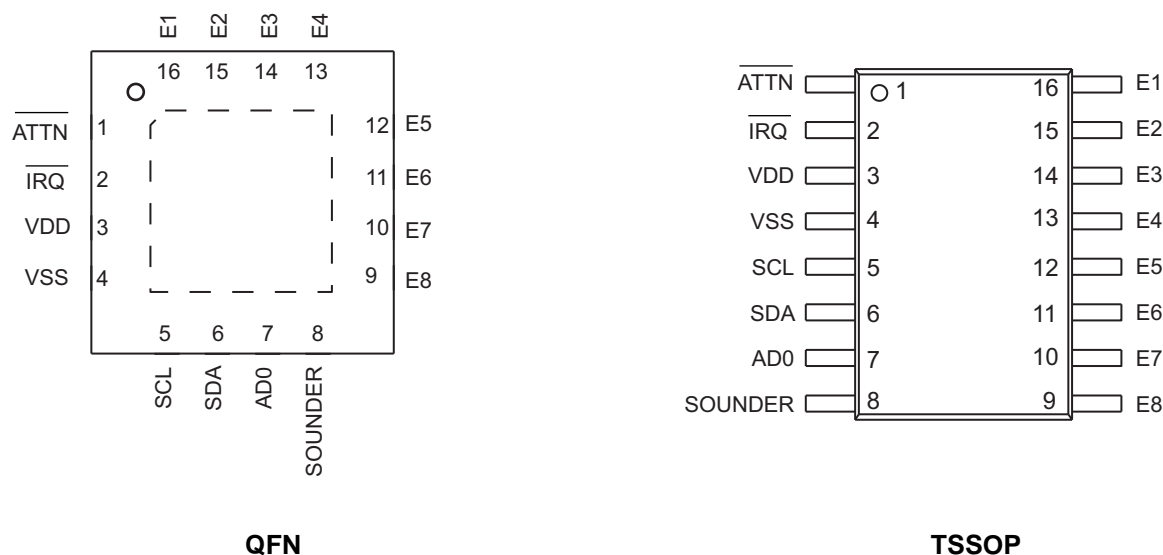 E1 E2 E3 E4
16 15 14 13
ATTN 1 12 E5
IRQ 2 11 E6
VDD 3 10 E7
VSS 4 9 E8
5 6 7 8
SCL SDA AD0 SOUNDER
QFN
ATTN 1 16 E1
IRQ 2 15 E2
VDD 3 14 E3
VSS 4 13 E4
SCL 5 12 E5
SDA 6 11 E6
AD0 7 10 E7
SOUNDER 8 9 E8
TSSOP